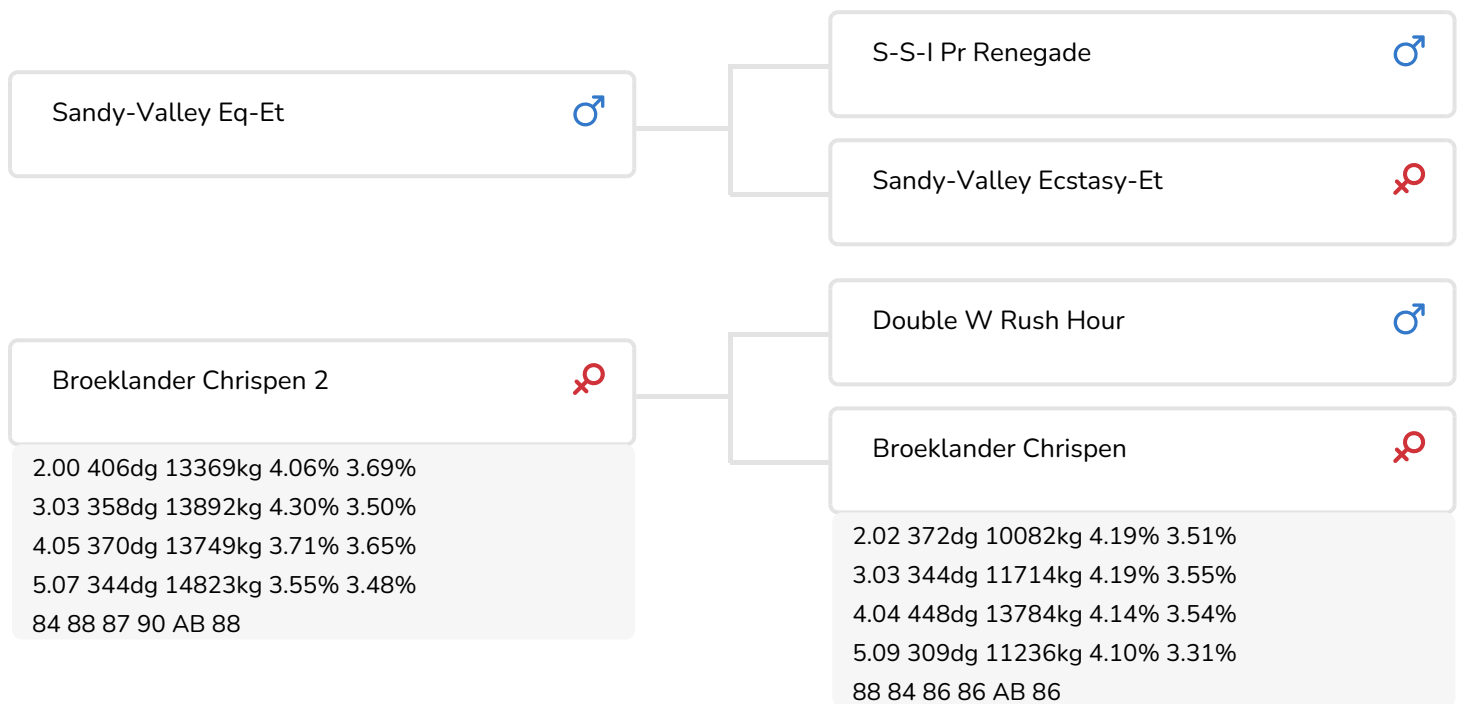 S-S-I Pr Renegade
Sandy-Valley Eq-Et
Sandy-Valley Ecstasy-Et
Double W Rush Hour
Broeklander Chrispen 2
Broeklander Chrispen
2.00 406dg 13369kg 4.06% 3.69%
3.03 358dg 13892kg 4.30% 3.50%
4.05 370dg 13749kg 3.71% 3.65%
5.07 344dg 14823kg 3.55% 3.48%
84 88 87 90 AB 88
2.02 372dg 10082kg 4.19% 3.51%
3.03 344dg 11714kg 4.19% 3.55%
4.04 448dg 13784kg 4.14% 3.54%
5.09 309dg 11236kg 4.10% 3.31%
88 84 86 86 AB 86